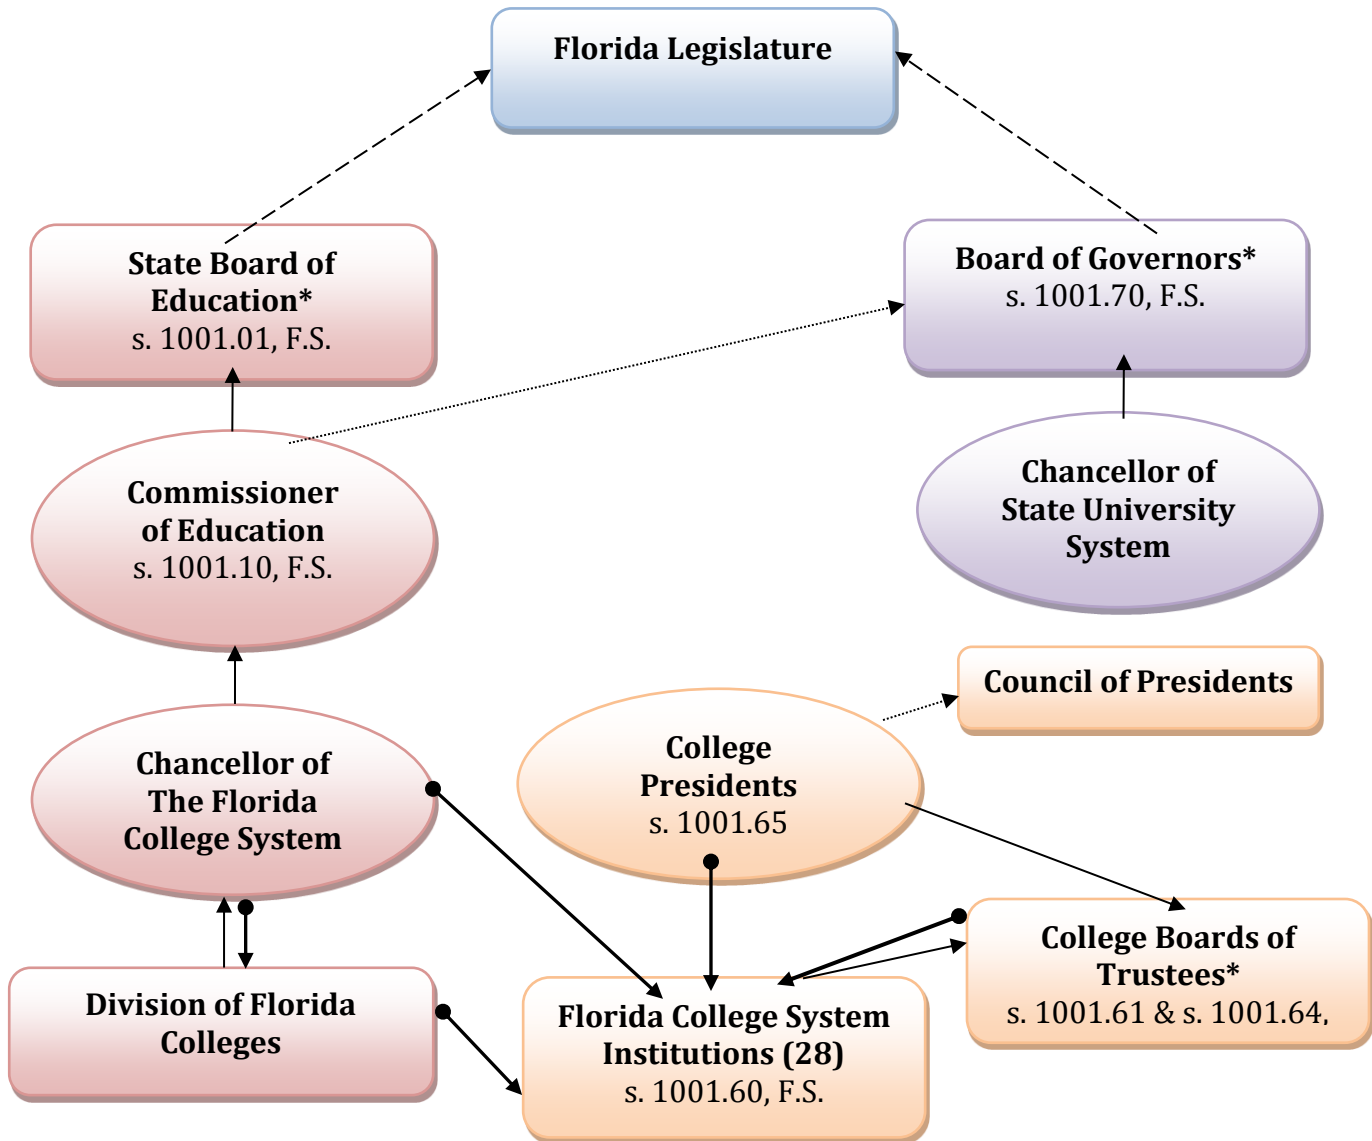 Florida Legislature
State Board of
Education*
s. 1001.01, F.S.
Board of Governors*
s. 1001.70, F.S.
Commissioner
of Education
s. 1001.10, F.S.
Chancellor of
State University
System
Council of Presidents
Chancellor of
The Florida
College System
College
Presidents
s. 1001.65
College Boards of
Trustees*
s. 1001.61 & s. 1001.64,
Division of Florida
Colleges
Florida College System
Institutions (28)
s. 1001.60, F.S.